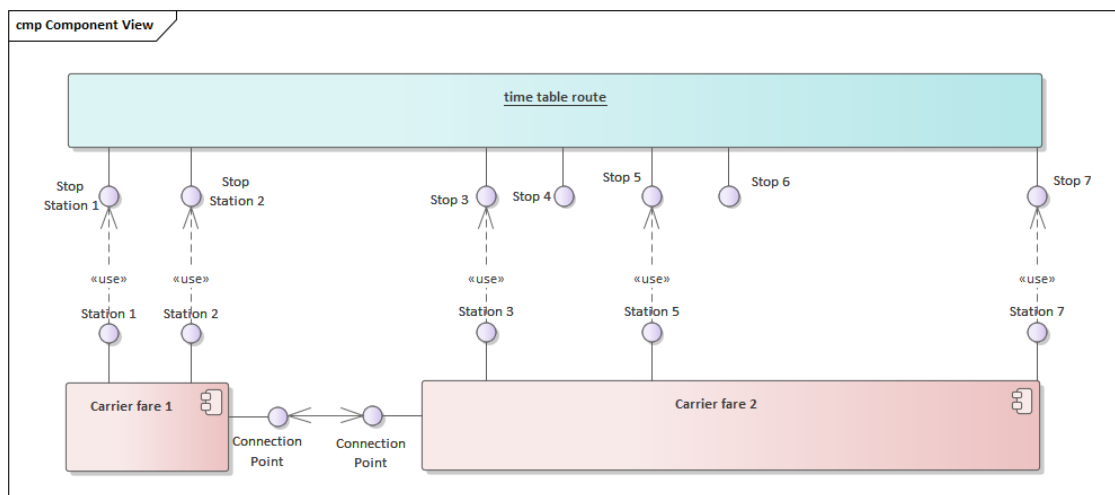 cmp Component View
time table route
Stop
Station 1
Stop
Station 2
Stop 3
Stop 4
Stop 5
Stop 6
Stop 7
«use»
«use»
«use»
«use»
«use»
Station 1
Station 2
Station 3
Station 5
Station 7
Carrier fare 1
Carrier fare 2
Connection
Point
Connection
Point